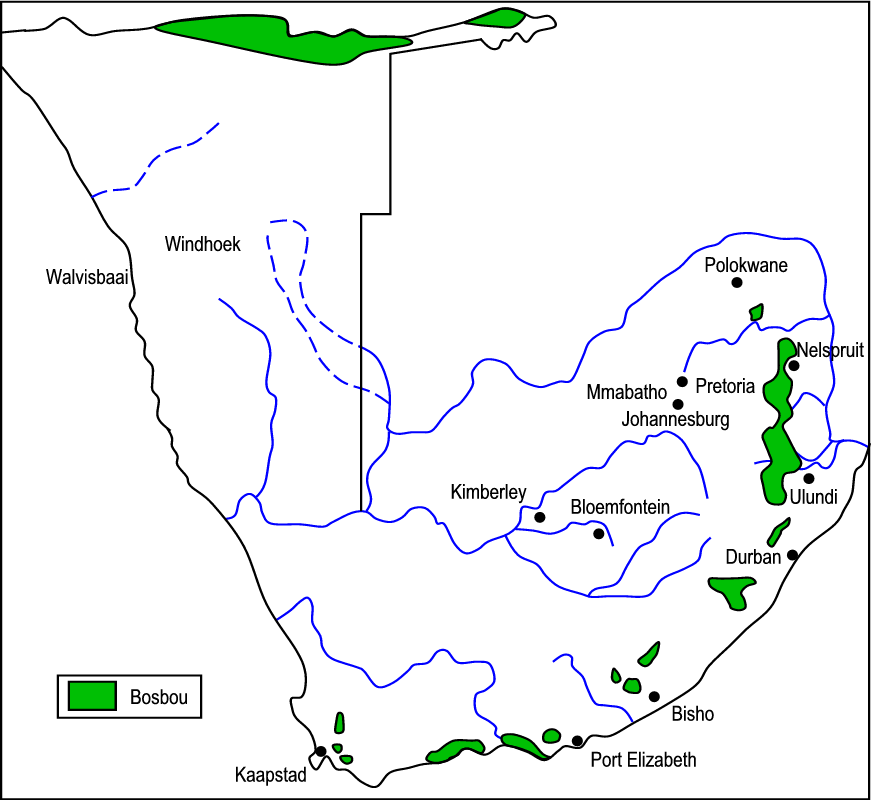 Windhoek
Walvisbaai
Polokwane
Nelspruit
Mmabatho
Pretoria
Johannesburg
Kimberley
Bloemfontein
Ulundi
Durban
Bosbou
Bisho
Port Elizabeth
Kaapstad